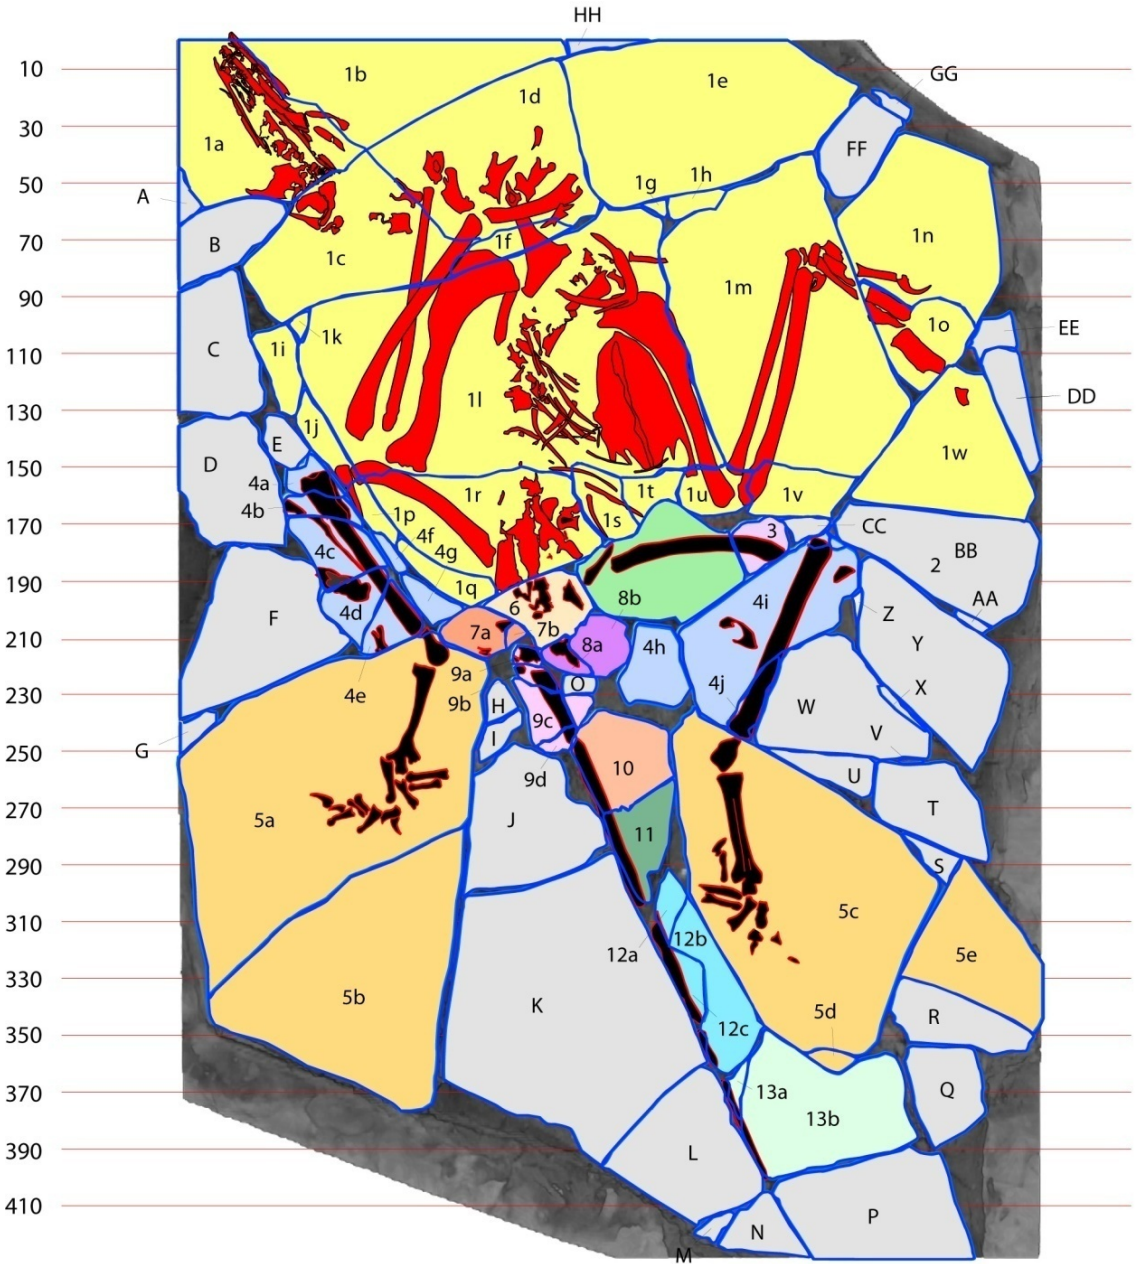 HH
10
1b
1e
GG
1d
30
1a
FF
50
A
1g
1h
70
B
1f
1n
1c
90
1m
1k
1o
EE
110
C
1i
1l
DD
130
1j
E
150
D
4a
1r
1t
1u
1v
1w
4b
1p
1s
170
4f
3
CC
4c
4g
BB
2
190
1q
8b
4i
AA
6
F
4d
7b
Z
210
7a
8a
4h
Y
9a
O
4e
4j
X
230
9b
H
9c
W
G
I
V
250
9d
10
U
270
J
T
5a
11
290
S
310
5c
12b
12a
5e
330
5b
K
5d
R
350
12c
370
13a
Q
13b
390
L
410
P
N
M